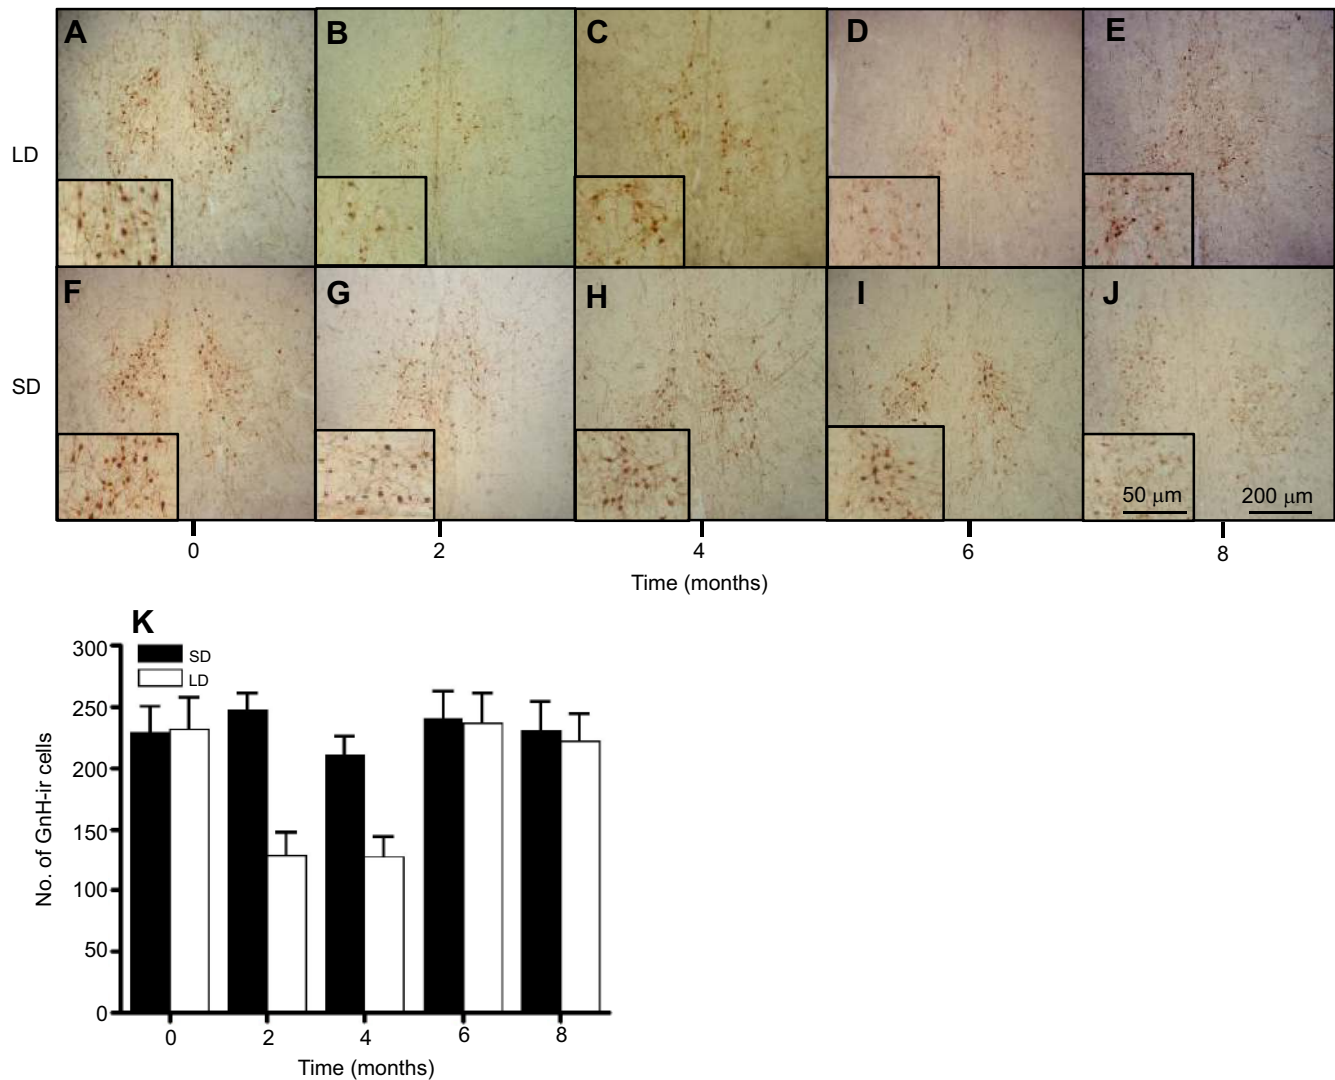 A B C D E
LD
F G H I J
SD
50 µm 200 µm
0 2 4 6 8
Time (months)
K
300
SD
LD
250
200
150
100
50
0
No. of GnH-ir cells
0 2 4 6 8
Time (months)